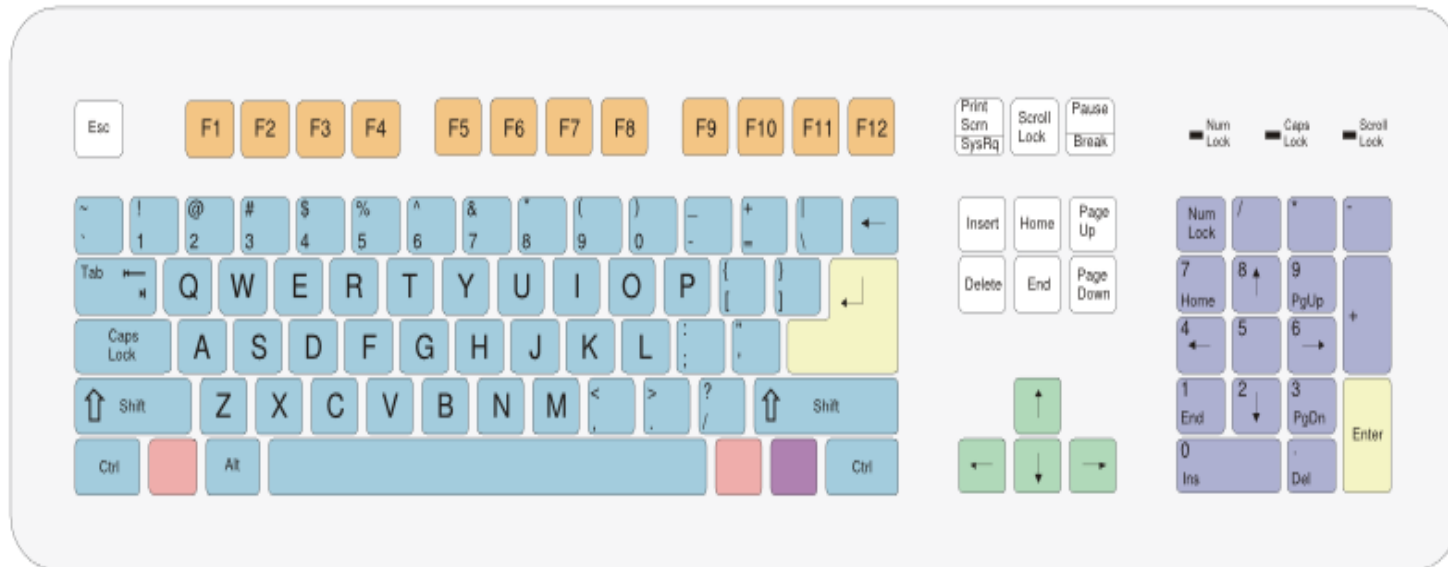 Esc F1 F2 F3 F4 F5 F6 F7 F8 F9 F10 F11 F12
Print
Scrn
SysRq
Scroll
Lock
Pause
Break
Num
Lock
Caps
Lock
Scroll
Lock
~ ! @ # $ % ^ & * ( ) _ + |
` 1 2 3 4 5 6 7 8 9 0 - = \ ←
Insert Home Page
Up
Num
Lock
/ * -
Tab Q W E R T Y U I O P { }
[ ]
Delete End Page
Down
7 8 ↑ 9
Home PgUp
+
Caps
Lock
A S D F G H J K L : "
; '
4 5 6
← →
⇧ Shift Z X C V B N M < > ?
, . /
⇧ Shift
↑
1 2 3
End ↓ PgDn
Enter
Ctrl Alt Ctrl
← ↓ →
0 .
Ins Del